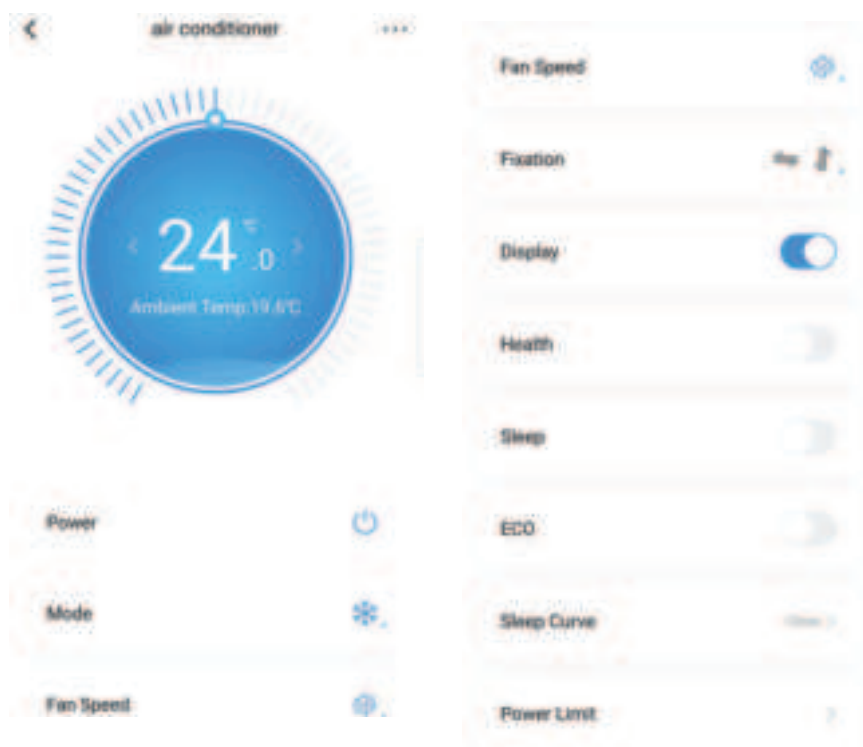 air conditioner
24.0
℃
Ambient Temp:19.6℃
Power
Mode
Fan Speed
Fan Speed
Fixation
Display
Health
Sleep
ECO
Sleep Curve
Power Limit